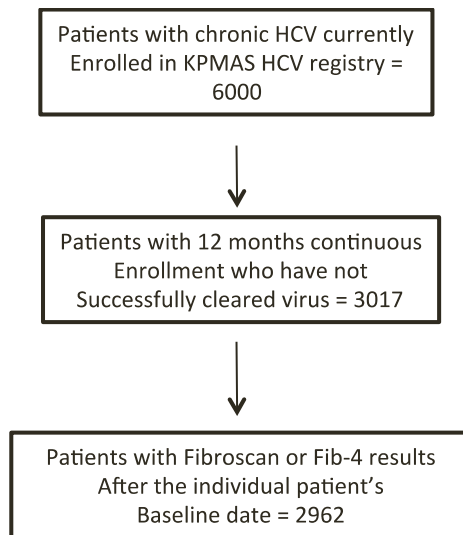 Patients with chronic HCV currently
Enrolled in KPMAS HCV registry =
6000
Patients with 12 months continuous
Enrollment who have not
Successfully cleared virus = 3017
Patients with Fibroscan or Fib-4 results
After the individual patient's
Baseline date = 2962